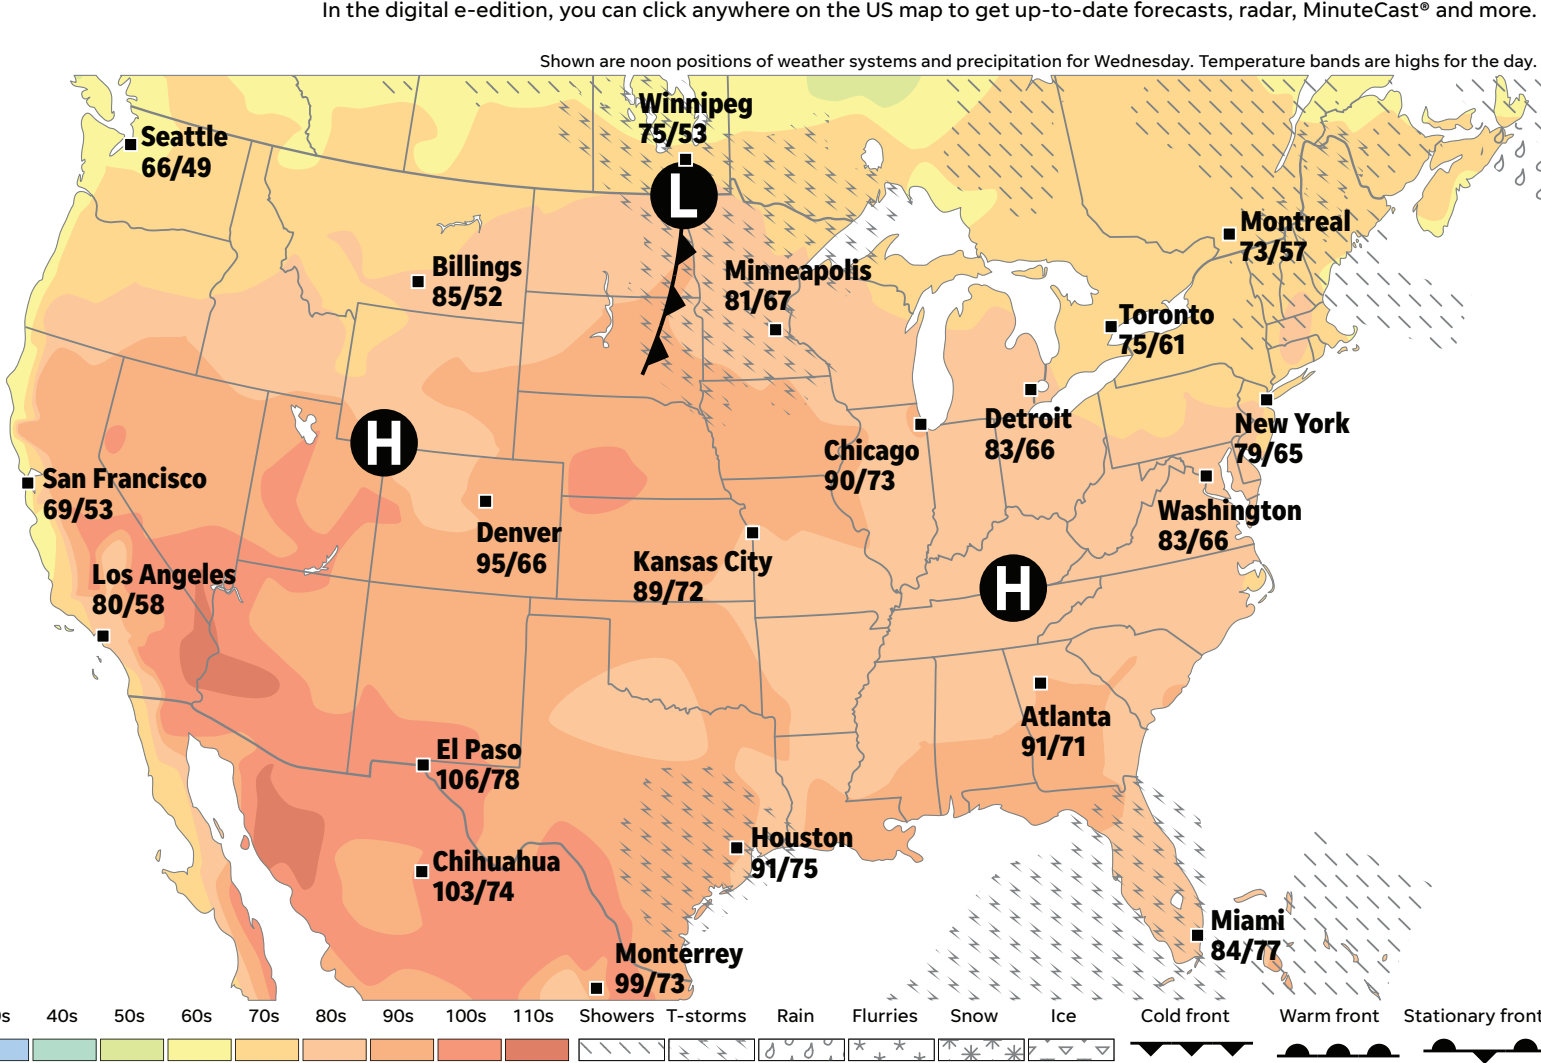 In the digital e-edition, you can click anywhere on the US map to get up-to-date forecasts, radar, MinuteCast® and more.
Shown are noon positions of weather systems and precipitation for Wednesday. Temperature bands are highs for the day.
Winnipeg
75/53
Seattle
66/49
L
Montreal
73/57
Billings
85/52
Minneapolis
81/67
Toronto
75/61
H
Detroit
83/66
New York
79/65
Chicago
90/73
San Francisco
69/53
Washington
83/66
Denver
95/66
Kansas City
89/72
H
Los Angeles
80/58
Atlanta
91/71
El Paso
106/78
Houston
91/75
Chihuahua
103/74
Miami
84/77
Monterrey
99/73
40s 50s 60s 70s 80s 90s 100s 110s Showers T-storms Rain Flurries Snow Ice Cold front Warm front Stationary front